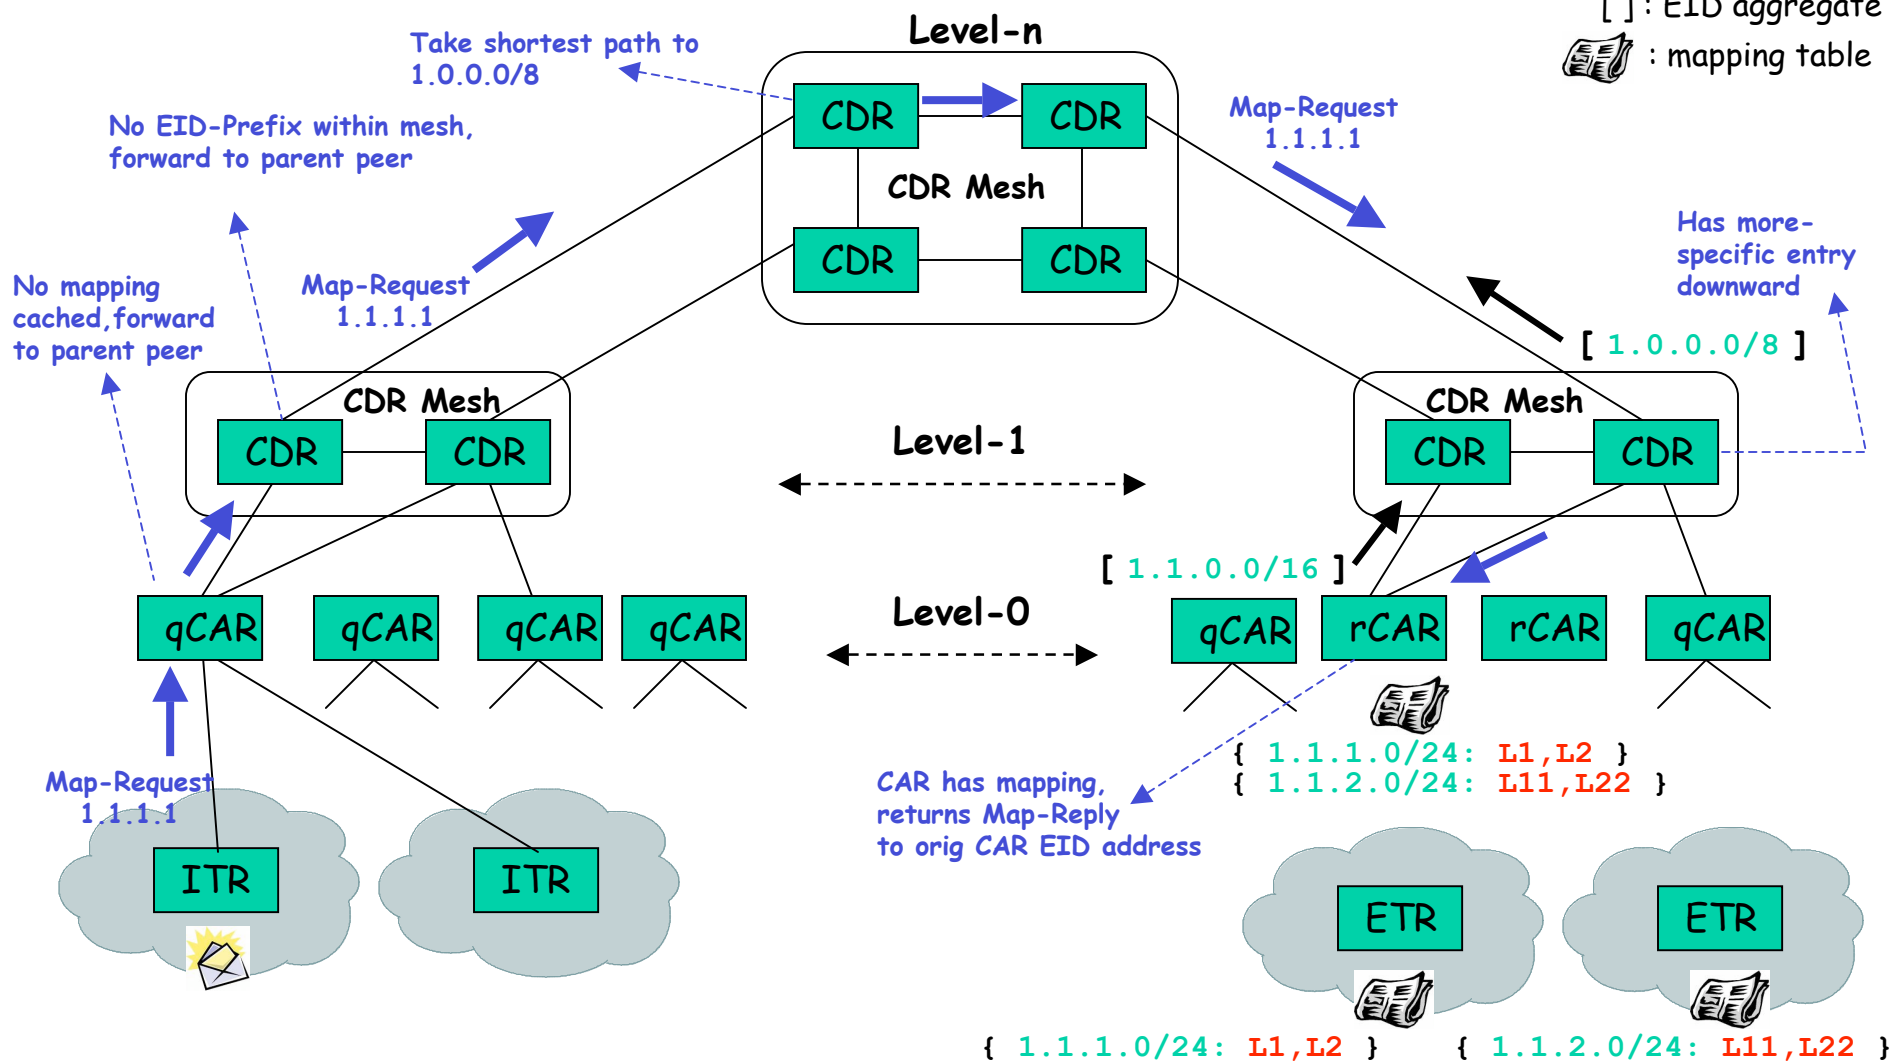 [ ] : EID aggregate
: mapping table
Level-n
Take shortest path to
1.0.0.0/8
CDR
CDR
Map-Request
1.1.1.1
No EID-Prefix within mesh,
forward to parent peer
CDR Mesh
CDR
CDR
Has more-
specific entry
downward
No mapping
cached,forward
to parent peer
Map-Request
1.1.1.1
[ 1.0.0.0/8 ]
CDR Mesh
CDR
CDR
Level-1
CDR Mesh
CDR
CDR
[ 1.1.0.0/16 ]
Level-0
qCAR
qCAR
qCAR
qCAR
qCAR
rCAR
rCAR
qCAR
Map-Request
1.1.1.1
{ 1.1.1.0/24: L1,L2 }
{ 1.1.2.0/24: L11,L22 }
CAR has mapping,
returns Map-Reply
to orig CAR EID address
ITR
ITR
ETR
ETR
{ 1.1.1.0/24: L1,L2 }
{ 1.1.2.0/24: L11,L22 }